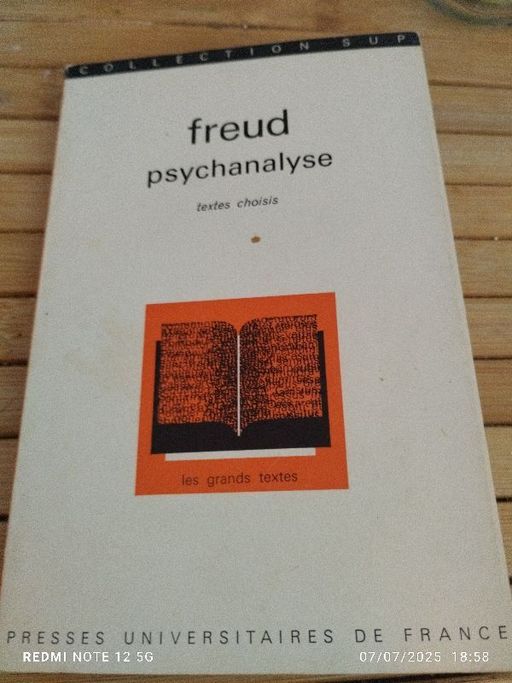 COLLECTION SUP
freud
psychanalyse
textes choisis
les grands textes
PRESSES UNIVERSITAIRES DE FRANCE
REDMI NOTE 12 5G
07/07/2025 18:58